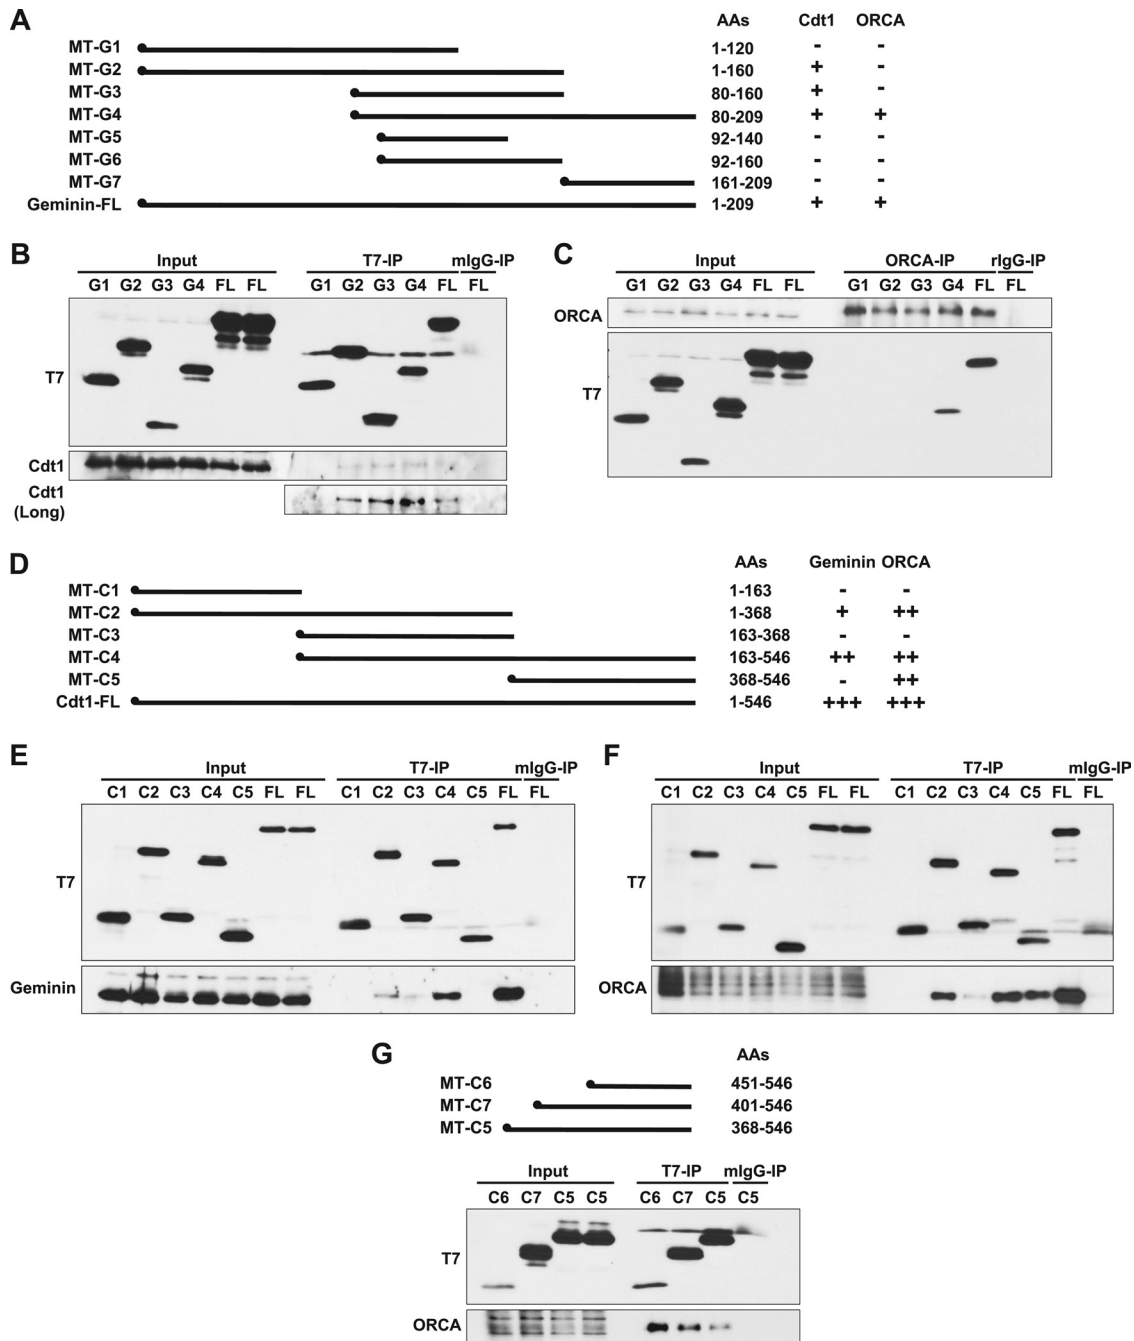 A
AAs Cdt1 ORCA
MT-G1 1-120 - -
MT-G2 1-160 + -
MT-G3 80-160 + -
MT-G4 80-209 + +
MT-G5 92-140 - -
MT-G6 92-160 - -
MT-G7 161-209 - -
Geminin-FL 1-209 + +
B
Input T7-IP mIgG-IP
G1 G2 G3 G4 FL FL G1 G2 G3 G4 FL FL
T7
Cdt1
Cdt1
(Long)
C
Input ORCA-IP rIgG-IP
G1 G2 G3 G4 FL FL G1 G2 G3 G4 FL FL
ORCA
T7
D
AAs Geminin ORCA
MT-C1 1-163 - -
MT-C2 1-368 + ++
MT-C3 163-368 - -
MT-C4 163-546 ++ ++
MT-C5 368-546 - ++
Cdt1-FL 1-546 +++ +++
E
Input T7-IP mIgG-IP
C1 C2 C3 C4 C5 FL FL C1 C2 C3 C4 C5 FL FL
T7
Geminin
F
Input T7-IP mIgG-IP
C1 C2 C3 C4 C5 FL FL C1 C2 C3 C4 C5 FL FL
T7
ORCA
G
AAs
MT-C6 451-546
MT-C7 401-546
MT-C5 368-546
Input T7-IP mIgG-IP
C6 C7 C5 C5 C6 C7 C5 C5
T7
ORCA